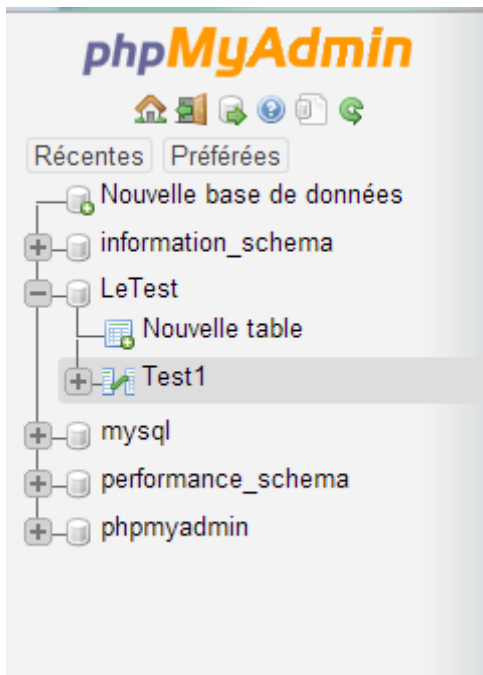 phpMyAdmin
Récentes Préférées
Nouvelle base de données
information_schema
LeTest
Nouvelle table
Test1
mysql
performance_schema
phpmyadmin